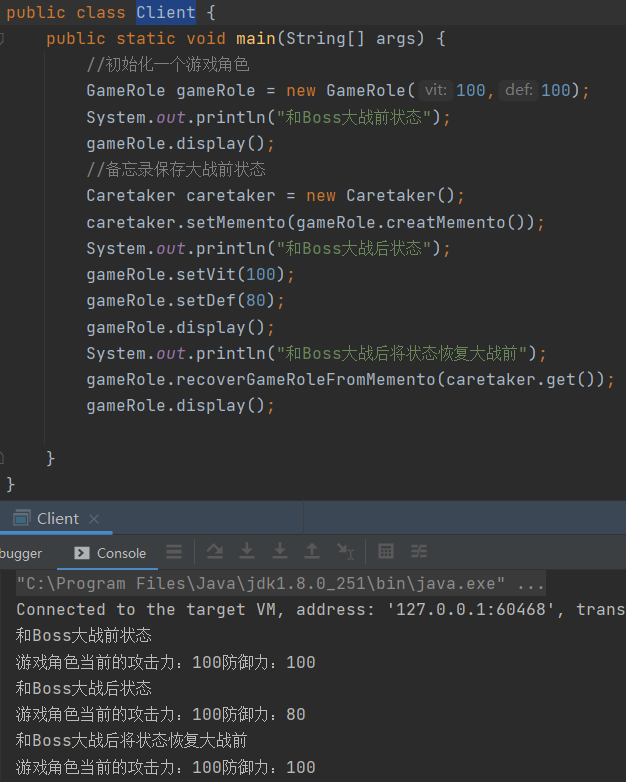 public class Client {
public static void main(String[] args) {
//初始化一个游戏角色
GameRole gameRole = new GameRole( vit: 100, def: 100);
System.out.println("和Boss大战前状态");
gameRole.display();
//备忘录保存大战前状态
Caretaker caretaker = new Caretaker();
caretaker.setMemento(gameRole.creatMemento());
System.out.println("和Boss大战后状态");
gameRole.setVit(100);
gameRole.setDef(80);
gameRole.display();
System.out.println("和Boss大战后将状态恢复大战前");
gameRole.recoverGameRoleFromMemento(caretaker.get());
gameRole.display();
}
}
Client ×
bugger Console
"C:\Program Files\Java\jdk1.8.0_251\bin\java.exe" ...
Connected to the target VM, address: '127.0.0.1:60468', trans
和Boss大战前状态
游戏角色当前的攻击力：100防御力：100
和Boss大战后状态
游戏角色当前的攻击力：100防御力：80
和Boss大战后将状态恢复大战前
游戏角色当前的攻击力：100防御力：100